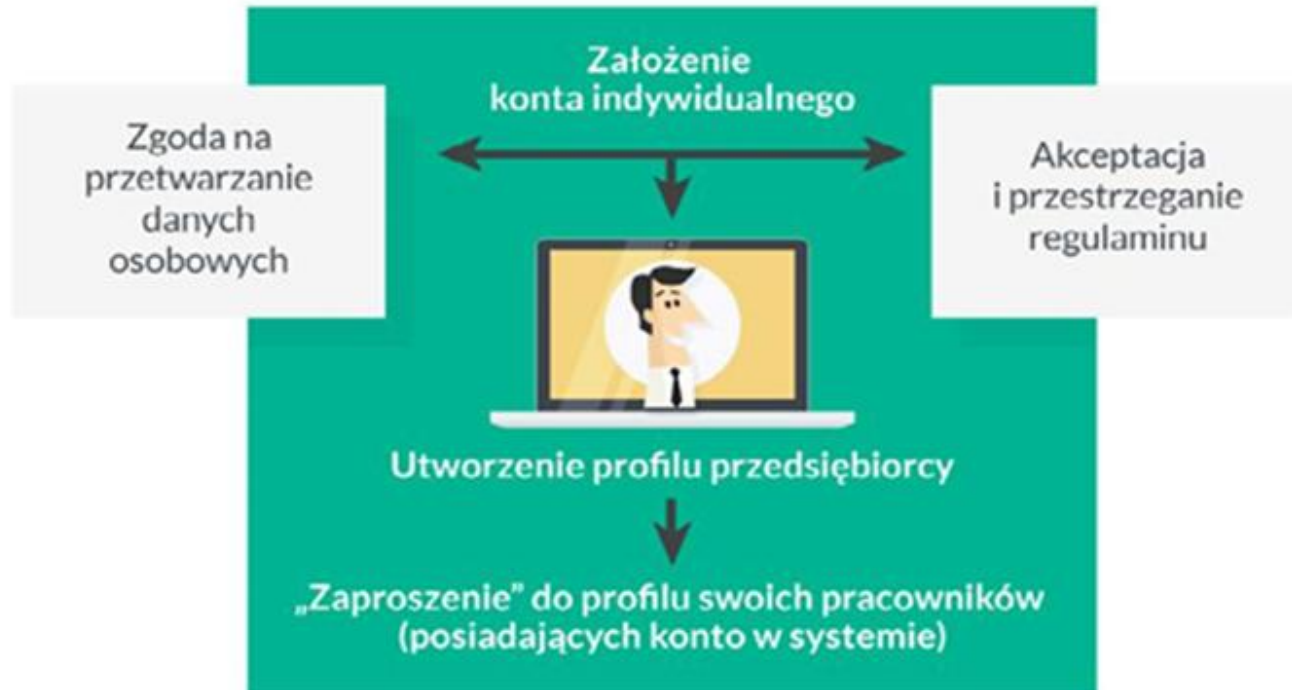 Założenie
konta indywidualnego
Zgoda na
przetwarzanie
danych
osobowych
Akceptacja
i przestrzeganie
regulaminu
Utworzenie profilu przedsiębiorcy
„Zaproszenie” do profilu swoich pracowników
(posiadających konto w systemie)